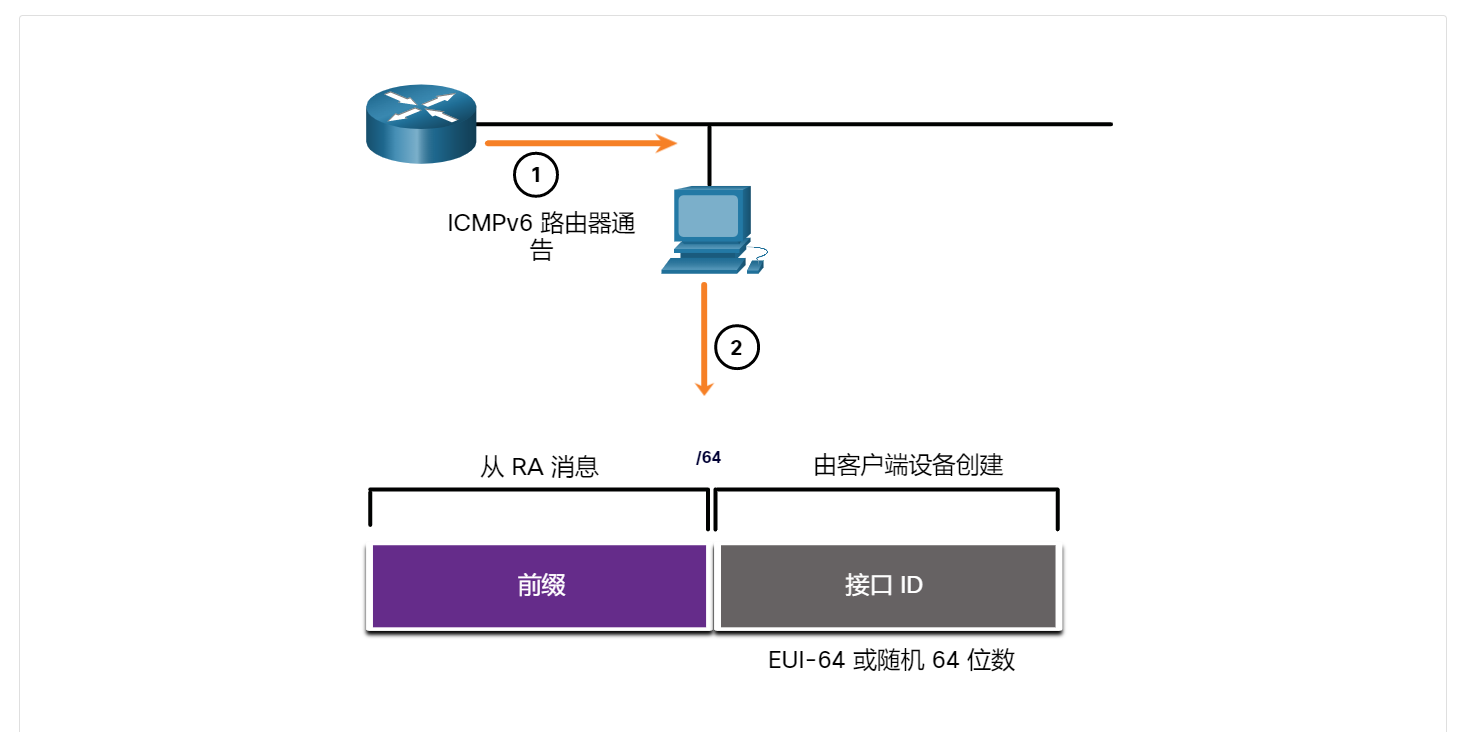 1
ICMPv6 路由器通
告
2
从 RA 消息
/64
由客户端设备创建
前缀
接口 ID
EUI-64 或随机 64 位数